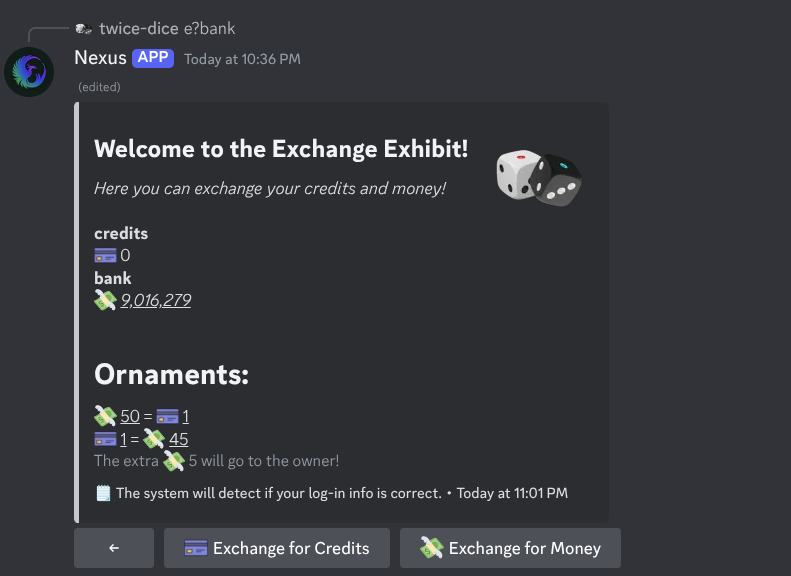 twice-dice e?bank
Nexus APP Today at 10:36 PM
(edited)
Welcome to the Exchange Exhibit!
Here you can exchange your credits and money!
credits
0
bank
9,016,279
Ornaments:
50 = 1
1 = 45
The extra 5 will go to the owner!
The system will detect if your log-in info is correct. • Today at 11:01 PM
← Exchange for Credits Exchange for Money